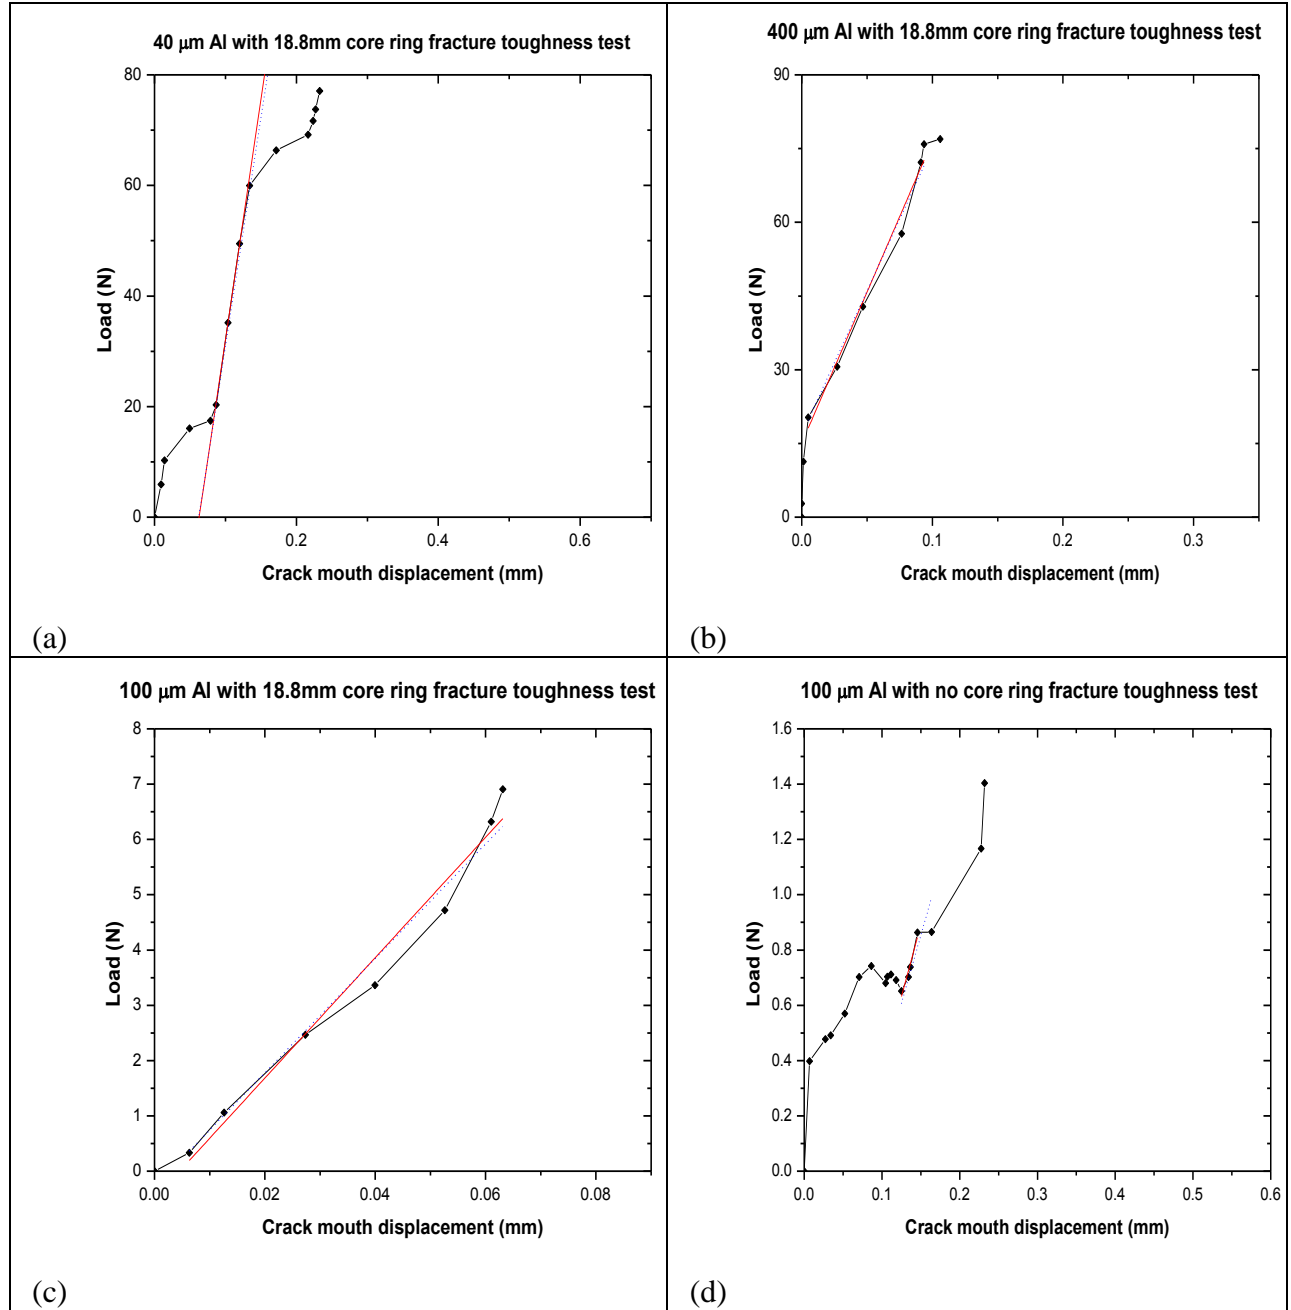 40 μm Al with 18.8mm core ring fracture toughness test
80
60
40
20
0
Load (N)
0.0 0.2 0.4 0.6
Crack mouth displacement (mm)
(a)
400 μm Al with 18.8mm core ring fracture toughness test
90
60
30
0
Load (N)
0.0 0.1 0.2 0.3
Crack mouth displacement (mm)
(b)
100 μm Al with 18.8mm core ring fracture toughness test
8
7
6
5
4
3
2
1
0
Load (N)
0.00 0.02 0.04 0.06 0.08
Crack mouth displacement (mm)
(c)
100 μm Al with no core ring fracture toughness test
1.6
1.4
1.2
1.0
0.8
0.6
0.4
0.2
0.0
Load (N)
0.0 0.1 0.2 0.3 0.4 0.5 0.6
Crack mouth displacement (mm)
(d)